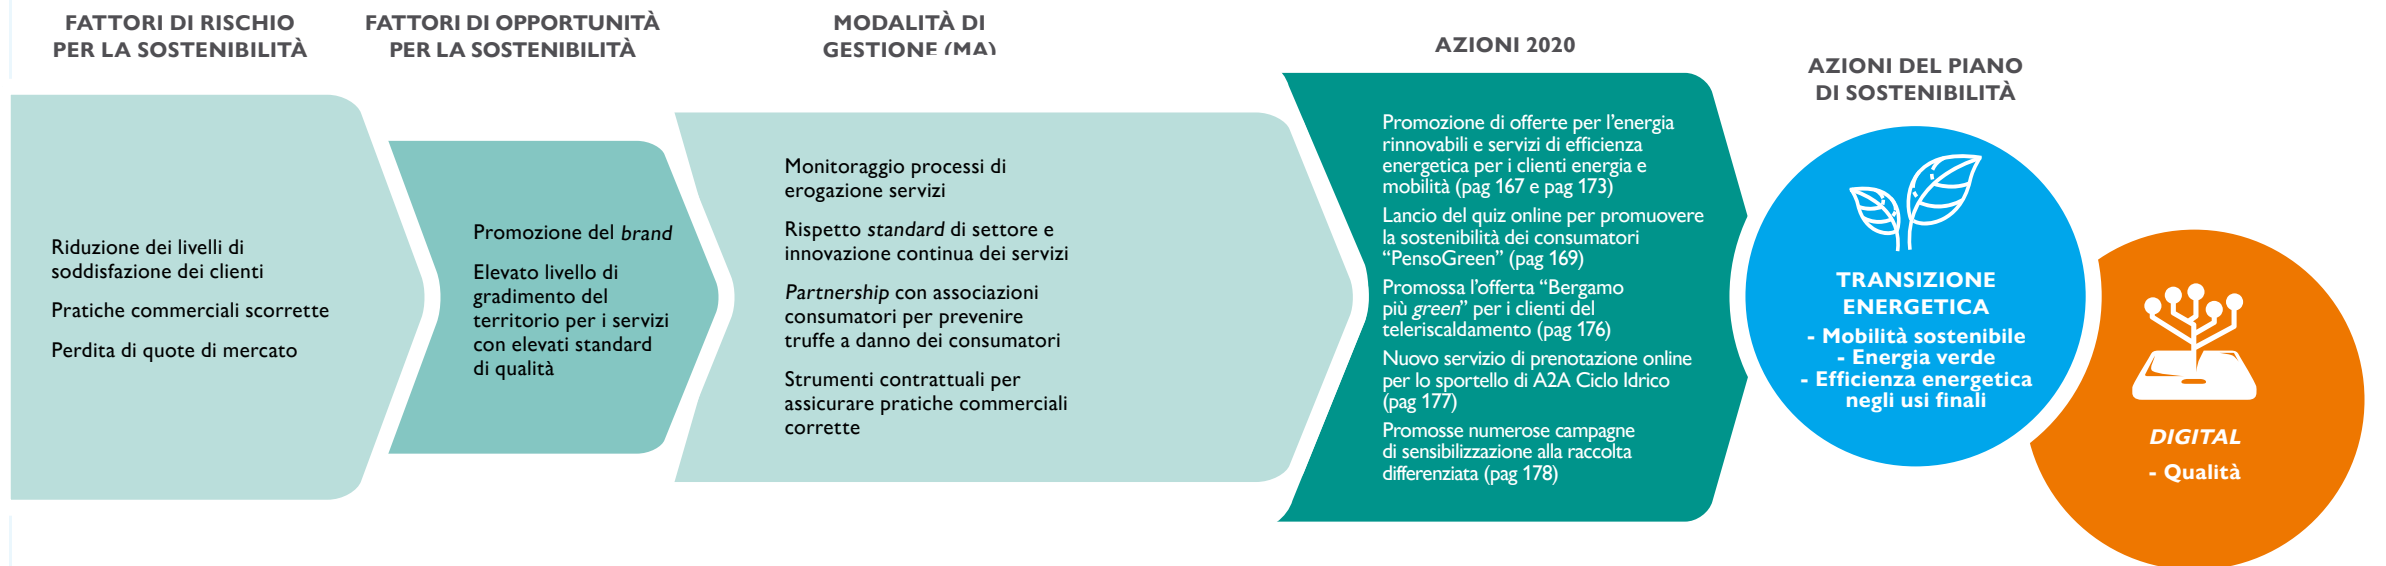 FATTORI DI RISCHIO
PER LA SOSTENIBILITÀ
Riduzione dei livelli di
soddisfazione dei clienti
Pratiche commerciali scorrette
Perdita di quote di mercato
FATTORI DI OPPORTUNITÀ
PER LA SOSTENIBILITÀ
Promozione del brand
Elevato livello di
gradimento del
territorio per i servizi
con elevati standard
di qualità
MODALITÀ DI
GESTIONE (MA)
Monitoraggio processi di
erogazione servizi
Rispetto standard di settore e
innovazione continua dei servizi
Partnership con associazioni
consumatori per prevenire
truffe a danno dei consumatori
Strumenti contrattuali per
assicurare pratiche commerciali
corrette
AZIONI 2020
Promozione di offerte per l’energia
rinnovabili e servizi di efficienza
energetica per i clienti energia e
mobilità (pag 167 e pag 173)
Lancio del quiz online per promuovere
la sostenibilità dei consumatori
“PensoGreen” (pag 169)
Promossa l’offerta “Bergamo
più green” per i clienti del
teleriscaldamento (pag 176)
Nuovo servizio di prenotazione online
per lo sportello di A2A Ciclo Idrico
(pag 177)
Promosse numerose campagne
di sensibilizzazione alla raccolta
differenziata (pag 178)
AZIONI DEL PIANO
DI SOSTENIBILITÀ
TRANSIZIONE
ENERGETICA
- Mobilità sostenibile
- Energia verde
- Efficienza energetica
negli usi finali
DIGITAL
- Qualità